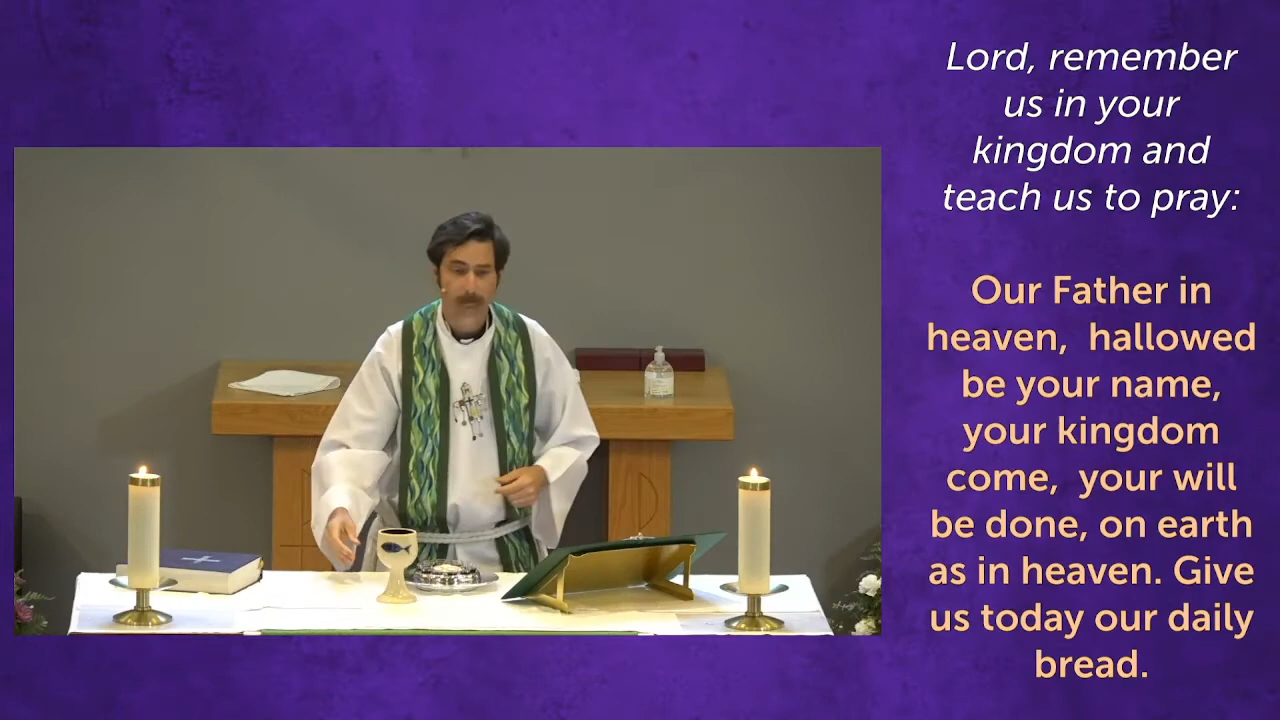 Lord, remember
us in your
kingdom and
teach us to pray:
Our Father in
heaven, hallowed
be your name,
your kingdom
come, your will
be done, on earth
as in heaven. Give
us today our daily
bread.